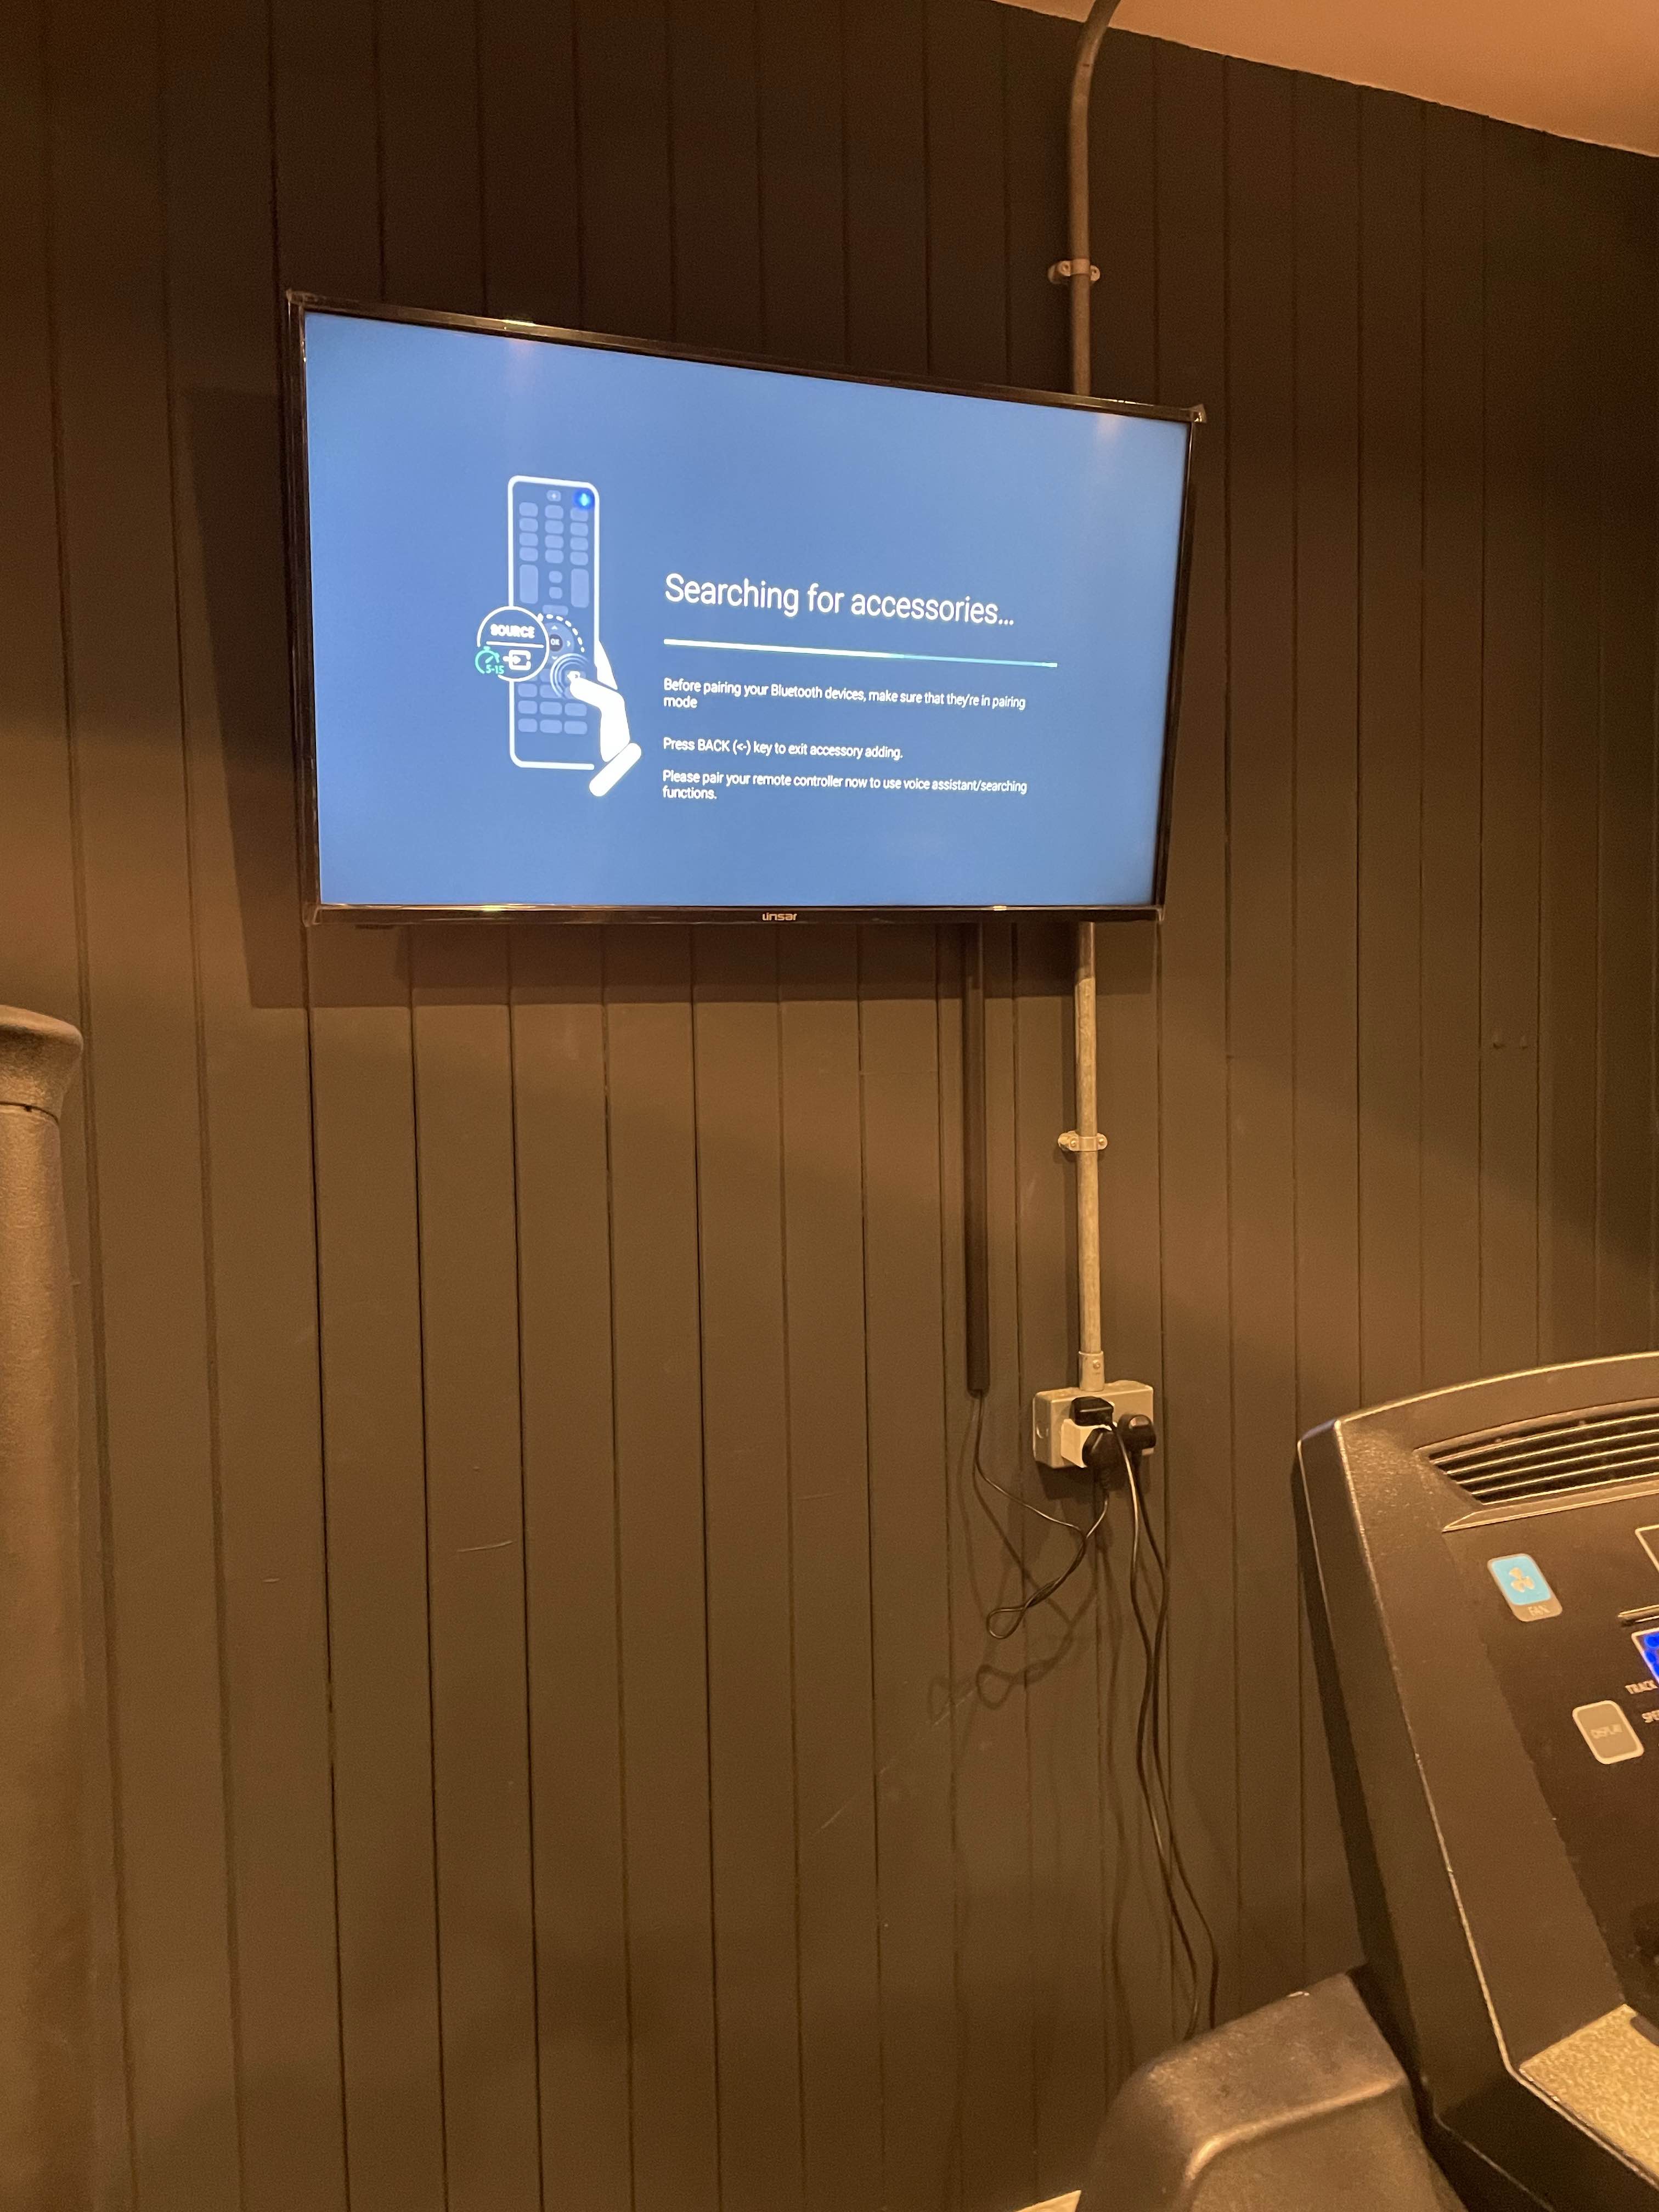 SOURCE
5-15
OK
Searching for accessories...
Before pairing your Bluetooth devices, make sure that they're in pairing
mode
Press BACK (<-) key to exit accessory adding.
Please pair your remote controller now to use voice assistant/searching
functions.
Linsar
FAN
TRACK
DISPLAY